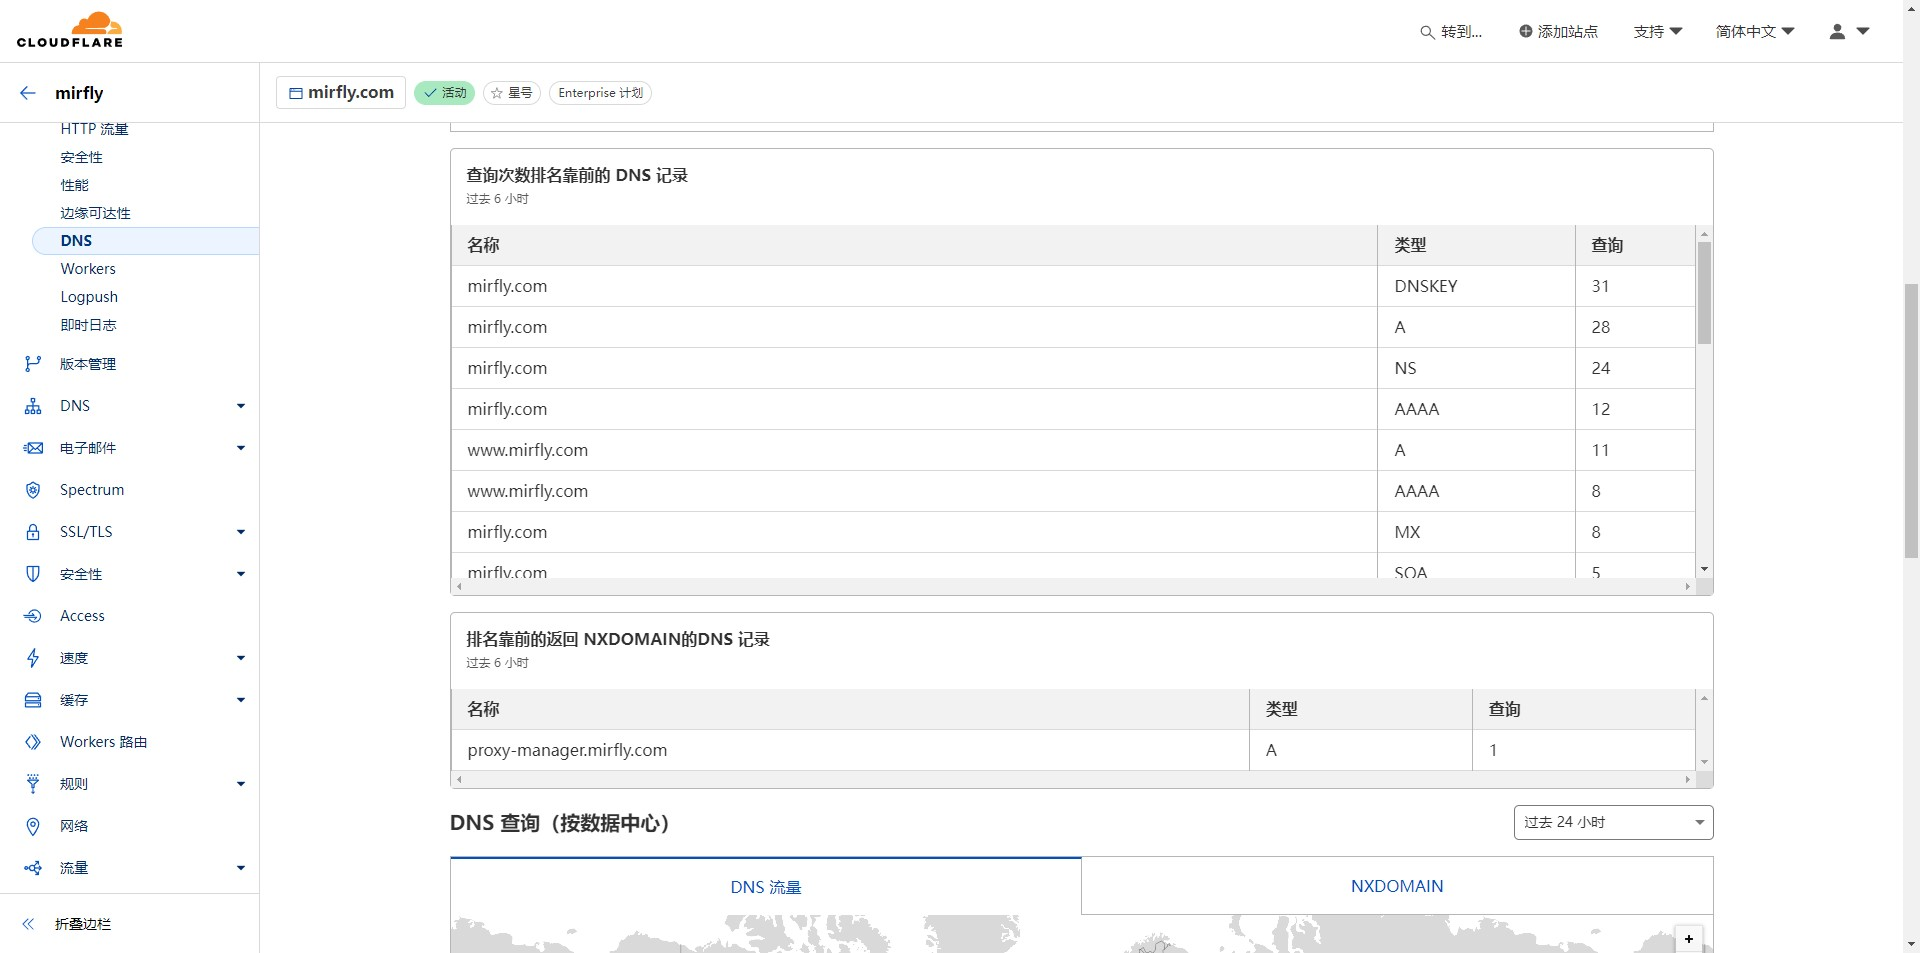 CLOUDFLARE
转到...
添加站点
支持
简体中文
mirfly
mirfly.com
活动
星号
Enterprise 计划
HTTP 流量
安全性
性能
边缘可达性
DNS
Workers
Logpush
即时日志
版本管理
DNS
电子邮件
Spectrum
SSL/TLS
安全性
Access
速度
缓存
Workers 路由
规则
网络
流量
折叠边栏
查询次数排名靠前的 DNS 记录
过去 6 小时
名称 类型 查询
mirfly.com DNSKEY 31
mirfly.com A 28
mirfly.com NS 24
mirfly.com AAAA 12
www.mirfly.com A 11
www.mirfly.com AAAA 8
mirfly.com MX 8
mirfly.com SOA 5
排名靠前的返回 NXDOMAIN的DNS 记录
过去 6 小时
名称 类型 查询
proxy-manager.mirfly.com A 1
DNS 查询（按数据中心）
过去 24 小时
DNS 流量
NXDOMAIN
+